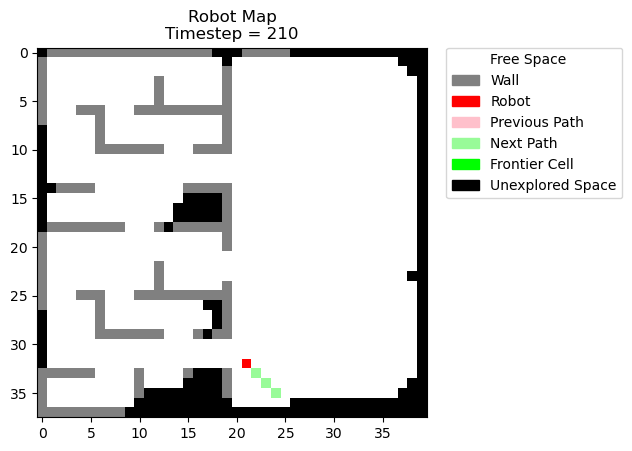 Robot Map
Timestep = 210
0
5
10
15
20
25
30
35
0
5
10
15
20
25
30
35
Free Space
Wall
Robot
Previous Path
Next Path
Frontier Cell
Unexplored Space